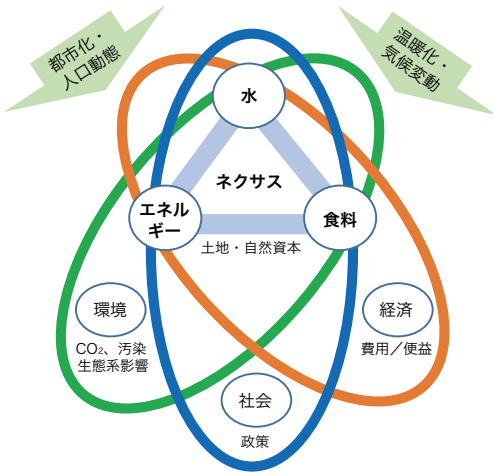 都市化・
人口動態
温暖化・
気候変動
水
ネクサス
エネル
ギー
食料
土地・自然資本
環境
CO₂、汚染
生態系影響
経済
費用／便益
社会
政策